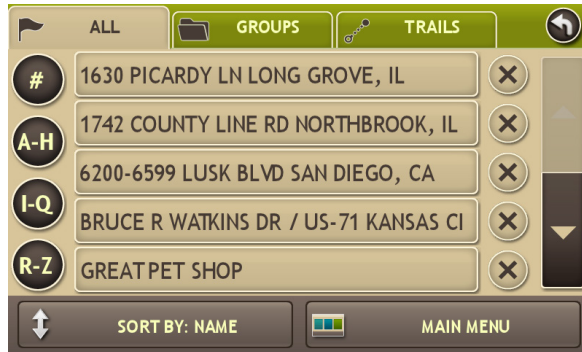 ALL
GROUPS
TRAILS
#
1630 PICARDY LN LONG GROVE, IL
A-H
1742 COUNTY LINE RD NORTHBROOK, IL
6200-6599 LUSK BLVD SAN DIEGO, CA
I-Q
BRUCE R WATKINS DR / US-71 KANSAS CI
R-Z
GREAT PET SHOP
SORT BY: NAME
MAIN MENU